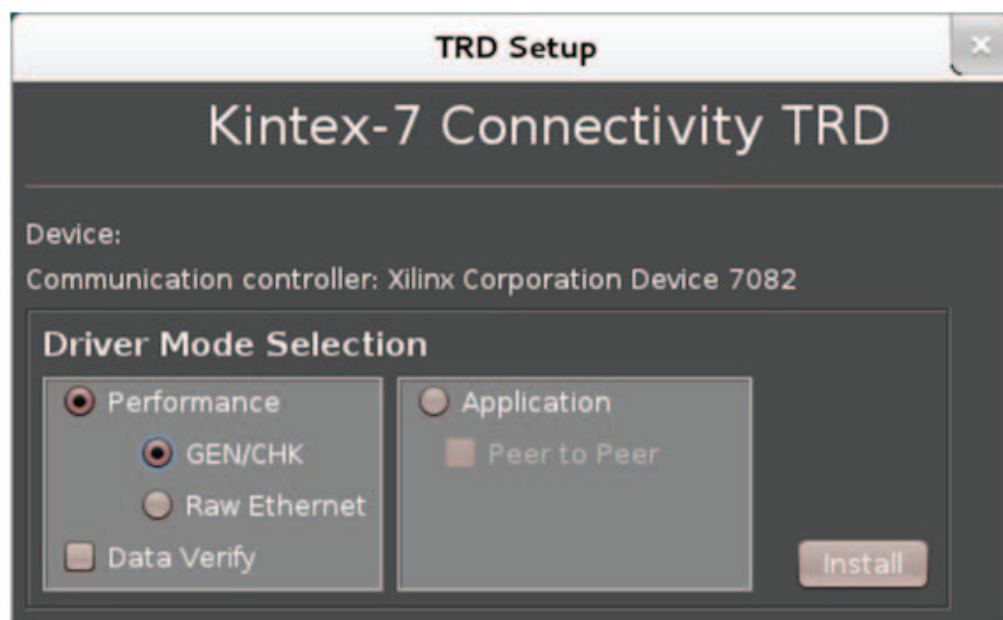 TRD Setup
Kintex-7 Connectivity TRD
Device:
Communication controller: Xilinx Corporation Device 7082
Driver Mode Selection
Performance
GEN/CHK
Raw Ethernet
Data Verify
Application
Peer to Peer
Install